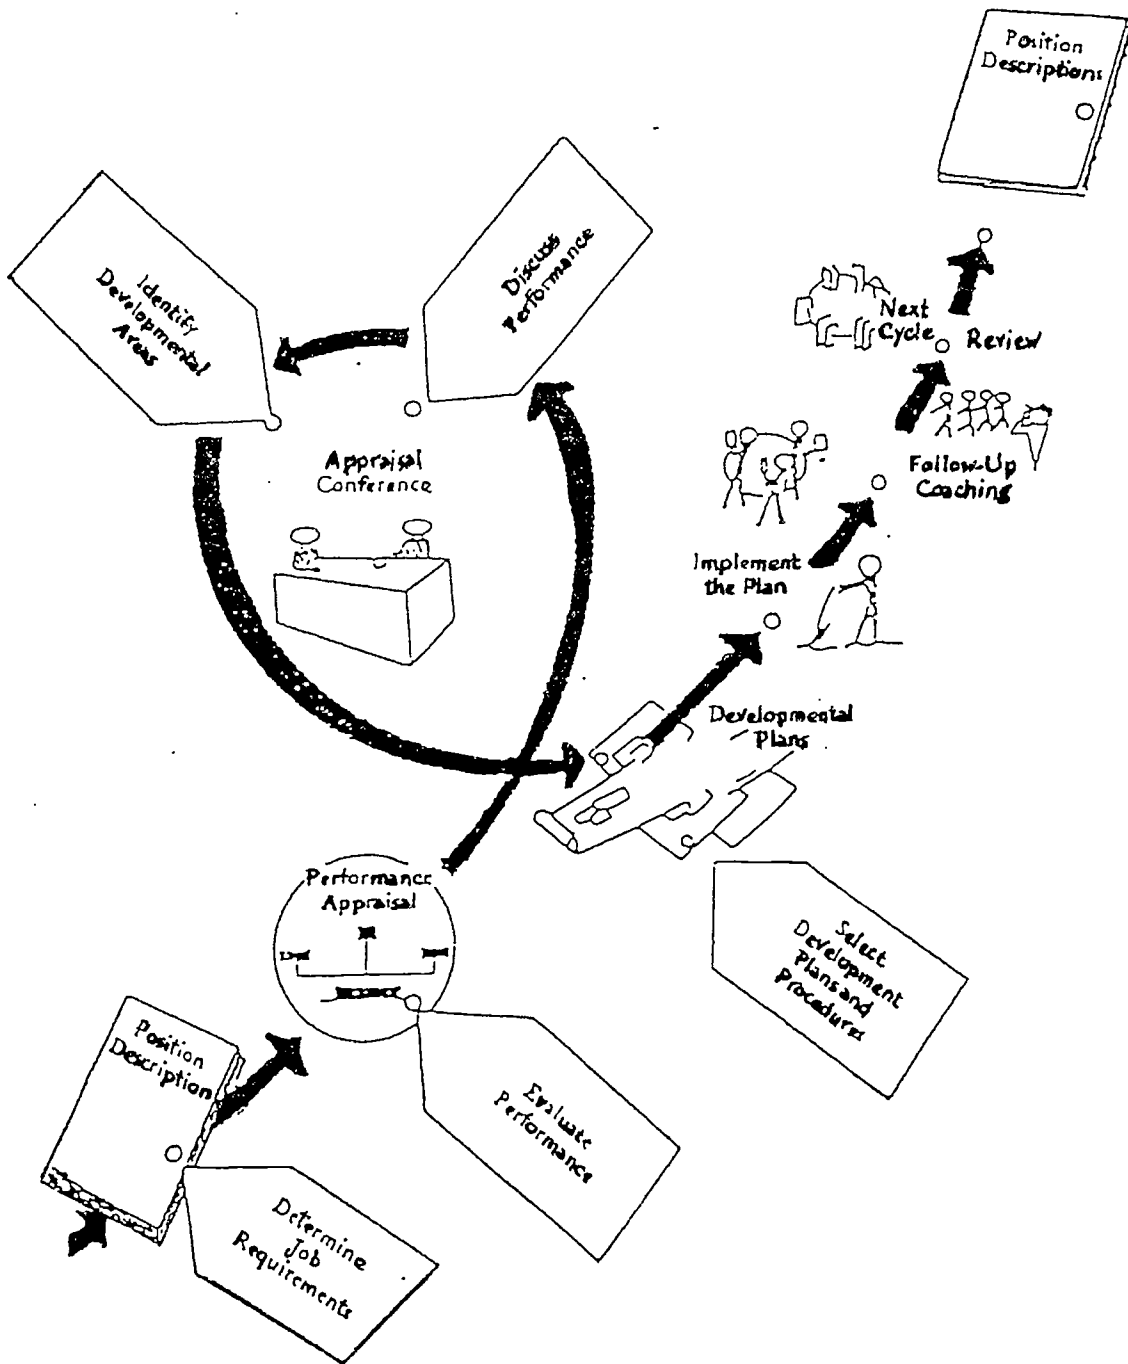 Position
Descriptions
Discuss
Performance
Identify
Developmental
Areas
Next
Cycle
Review
Appraisal
Conference
Follow-Up
Coaching
Implement
the Plan
Developmental
Plans
Performance
Appraisal
Select
Development
Plans and
Procedures
Position
Description
Evaluate
Performance
Determine
Job
Requirements